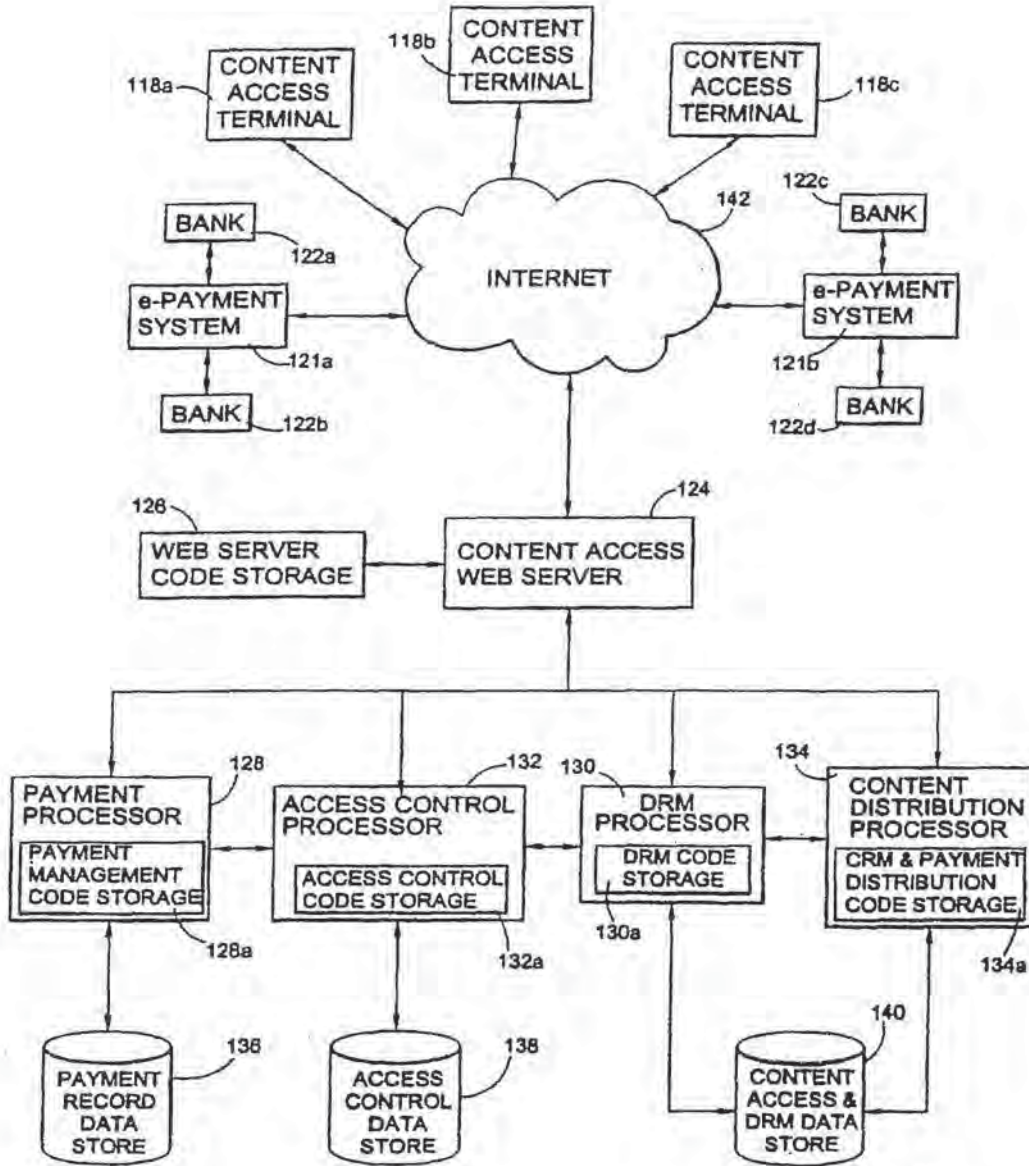 118a
CONTENT
ACCESS
TERMINAL
118b
CONTENT
ACCESS
TERMINAL
CONTENT
ACCESS
TERMINAL
118c
BANK
122a
e-PAYMENT
SYSTEM
121a
BANK
122b
INTERNET
142
122c
BANK
e-PAYMENT
SYSTEM
121b
BANK
122d
126
WEB SERVER
CODE STORAGE
124
CONTENT ACCESS
WEB SERVER
128
PAYMENT
PROCESSOR
PAYMENT
MANAGEMENT
CODE STORAGE
128a
132
ACCESS CONTROL
PROCESSOR
ACCESS CONTROL
CODE STORAGE
132a
130
DRM
PROCESSOR
DRM CODE
STORAGE
130a
134
CONTENT
DISTRIBUTION
PROCESSOR
CRM & PAYMENT
DISTRIBUTION
CODE STORAGE
134a
136
PAYMENT
RECORD
DATA
STORE
138
ACCESS
CONTROL
DATA
STORE
140
CONTENT
ACCESS &
DRM DATA
STORE